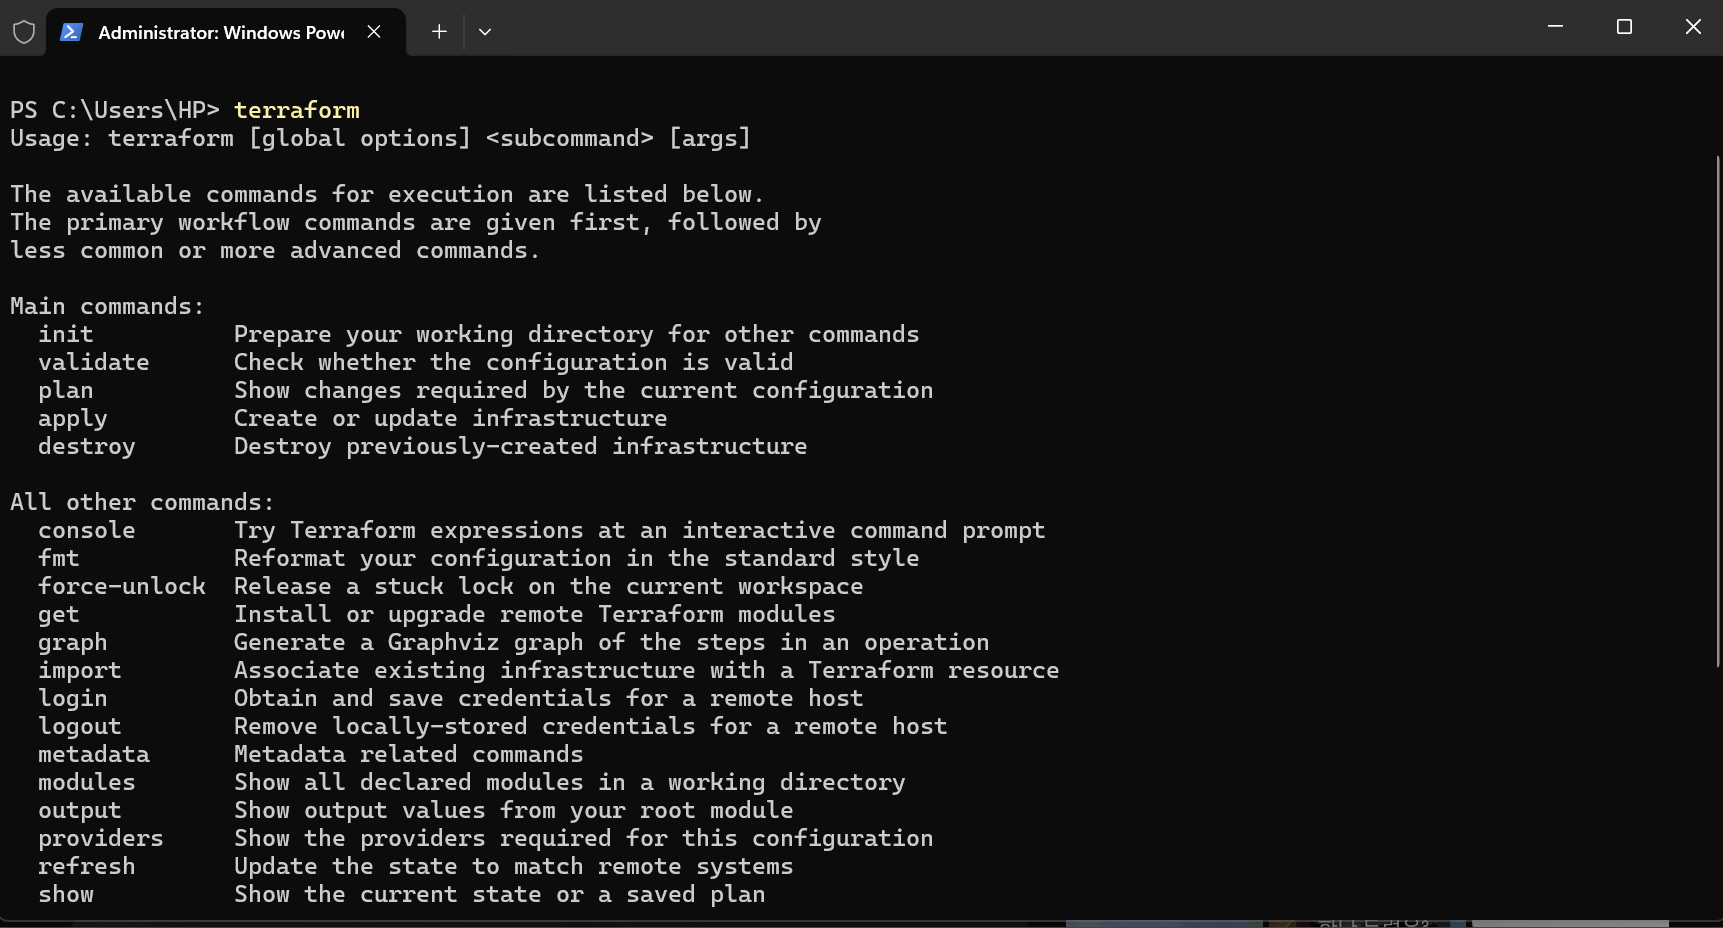 Administrator: Windows Powe
PS C:\Users\HP> terraform
Usage: terraform [global options] <subcommand> [args]
The available commands for execution are listed below.
The primary workflow commands are given first, followed by
less common or more advanced commands.
Main commands:
init Prepare your working directory for other commands
validate Check whether the configuration is valid
plan Show changes required by the current configuration
apply Create or update infrastructure
destroy Destroy previously-created infrastructure
All other commands:
console Try Terraform expressions at an interactive command prompt
fmt Reformat your configuration in the standard style
force-unlock Release a stuck lock on the current workspace
get Install or upgrade remote Terraform modules
graph Generate a Graphviz graph of the steps in an operation
import Associate existing infrastructure with a Terraform resource
login Obtain and save credentials for a remote host
logout Remove locally-stored credentials for a remote host
metadata Metadata related commands
modules Show all declared modules in a working directory
output Show output values from your root module
providers Show the providers required for this configuration
refresh Update the state to match remote systems
show Show the current state or a saved plan